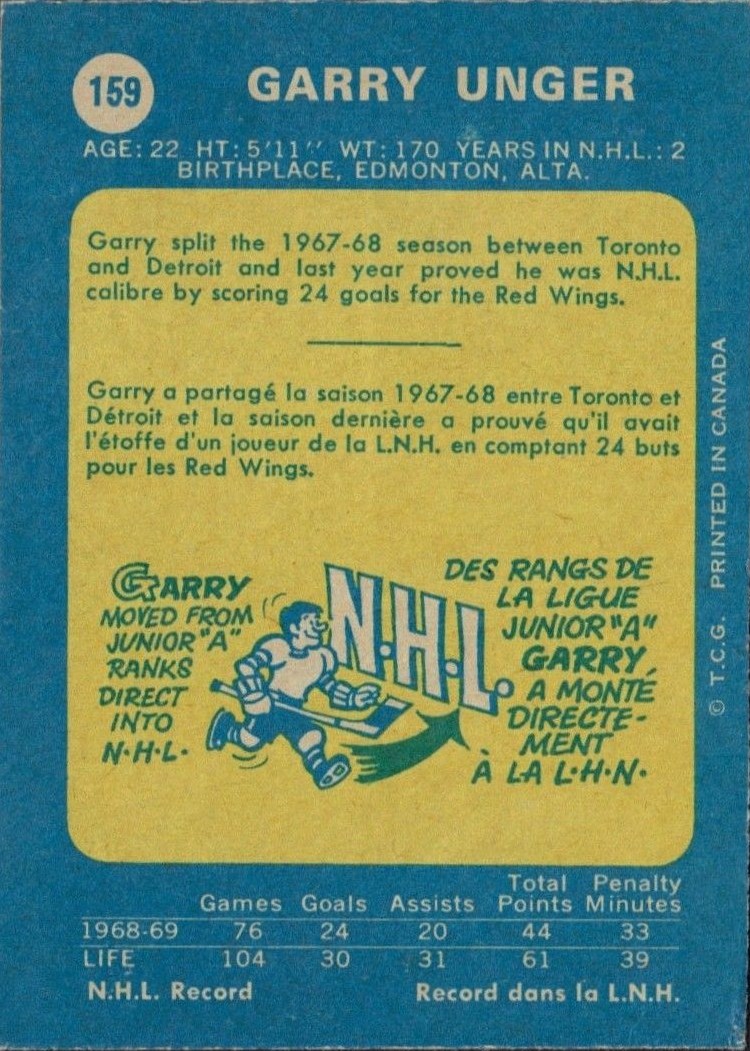 159
GARRY UNGER
AGE: 22 HT: 5'11" WT: 170 YEARS IN N.H.L.: 2
BIRTHPLACE, EDMONTON, ALTA.
Garry split the 1967-68 season between Toronto
and Detroit and last year proved he was N.H.L.
calibre by scoring 24 goals for the Red Wings.
Garry a partagé la saison 1967-68 entre Toronto et
Détroit et la saison dernière a prouvé qu'il avait
l'étoffe d'un joueur de la L.N.H. en comptant 24 buts
pour les Red Wings.
GARRY
MOVED FROM
JUNIOR "A"
RANKS
DIRECT
INTO
N·H·L·
N·H·L·
DES RANGS DE
LA LIGUE
JUNIOR "A"
GARRY
A MONTÉ
DIRECTE-
MENT
À LA L·H·N·
© T.C.G. PRINTED IN CANADA
Games Goals Assists Total Points Penalty Minutes
1968-69 76 24 20 44 33
LIFE 104 30 31 61 39
N.H.L. Record Record dans la L.N.H.